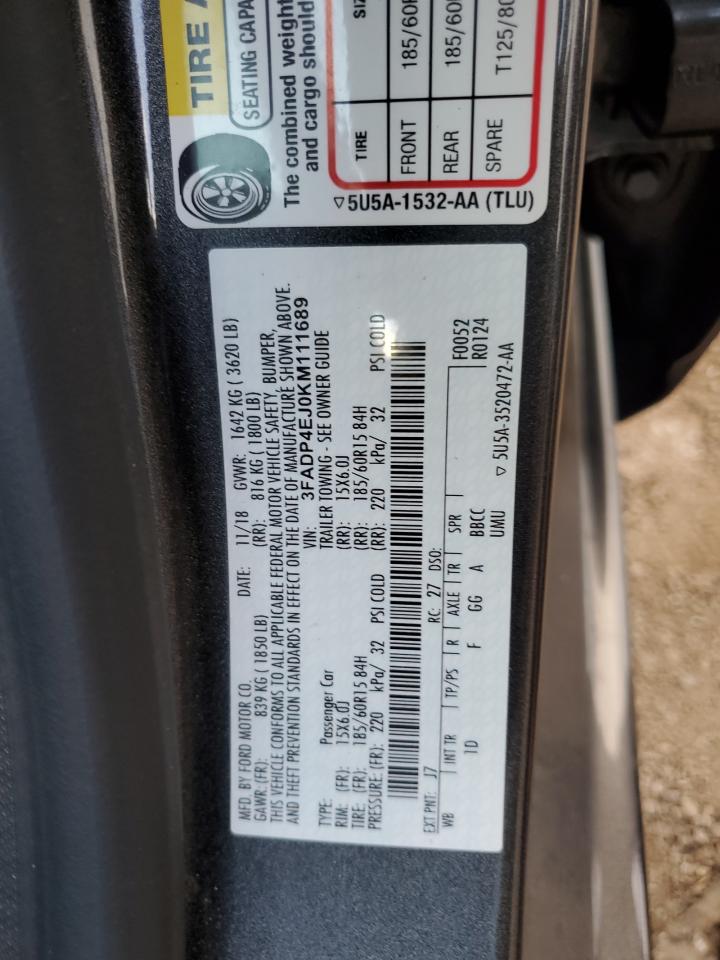 TIRE A
SEATING CAPA
The combined weight
and cargo should
TIRE SIZ
FRONT 185/60R
REAR 185/60R
SPARE T125/80
▽5U5A-1532-AA (TLU)
MFD. BY FORD MOTOR CO. DATE: 11/18 GVWR: 1642 KG ( 3620 LB)
GAWR: (FR): 839 KG ( 1850 LB) (RR): 816 KG ( 1800 LB)
THIS VEHICLE CONFORMS TO ALL APPLICABLE FEDERAL MOTOR VEHICLE SAFETY, BUMPER,
AND THEFT PREVENTION STANDARDS IN EFFECT ON THE DATE OF MANUFACTURE SHOWN ABOVE.
VIN: 3FADP4EJ0KM111689
TYPE: Passenger Car TRAILER TOWING - SEE OWNER GUIDE
RIM: (FR): 15X6.0J (RR): 15X6.0J
TIRE: (FR): 185/60R15 84H (RR): 185/60R15 84H
PRESSURE (FR): 220 kPa/ 32 PSI COLD (RR): 220 kPa/ 32 PSI COLD
EXT PNT: J7 RC: 27 DSO: F0052
WB INT TR TP/PS R AXLE TR SPR R0124
1D F GG A BBCC
UMU
▽ 5U5A-3520472-AA